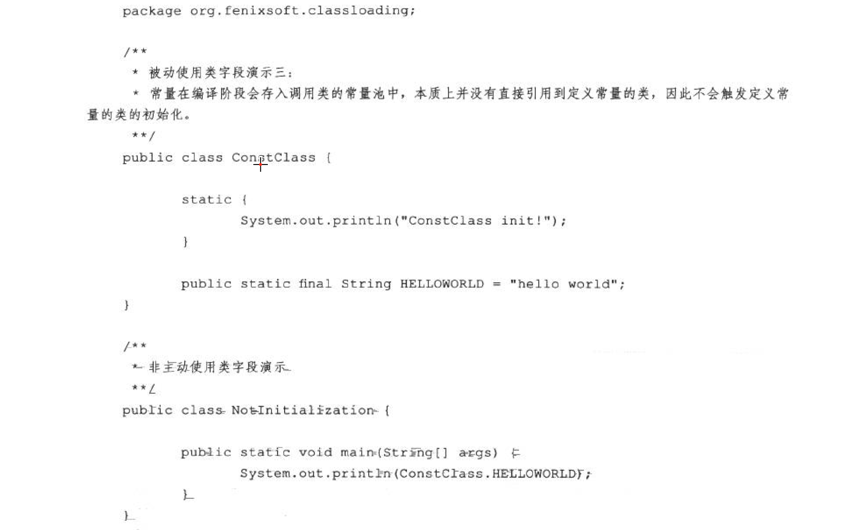 package org.fenixsoft.classloading;
/**
* 被动使用类字段演示三：
* 常量在编译阶段会存入调用类的常量池中，本质上并没有直接引用到定义常量的类，因此不会触发定义常
量的类的初始化。
**/
public class ConstClass {
static {
System.out.println("ConstClass init!");
}
public static final String HELLOWORLD = "hello world";
}
/**
* 非主动使用类字段演示
**/
public class NotInitialization {
public static void main(String[] args) {
System.out.println(ConstClass.HELLOWORLD);
}
}